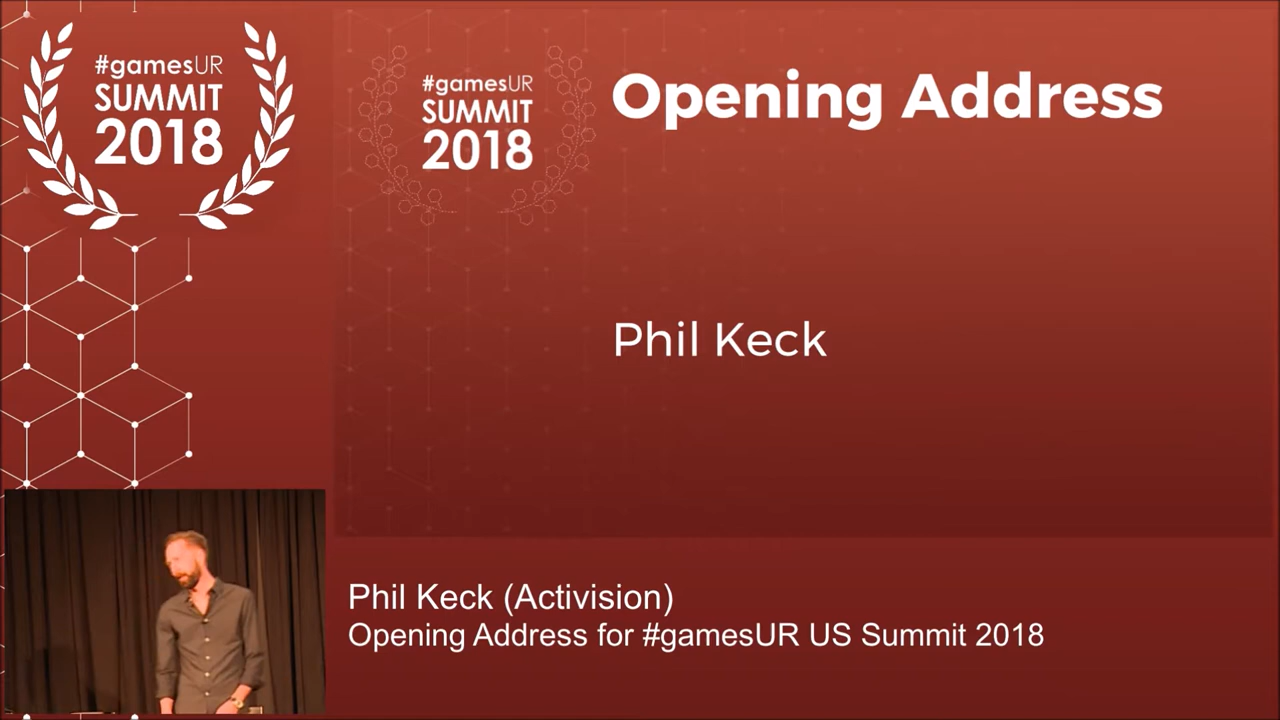 #gamesUR
SUMMIT
2018
#gamesUR
SUMMIT
2018
Opening Address
Phil Keck
Phil Keck (Activision)
Opening Address for #gamesUR US Summit 2018